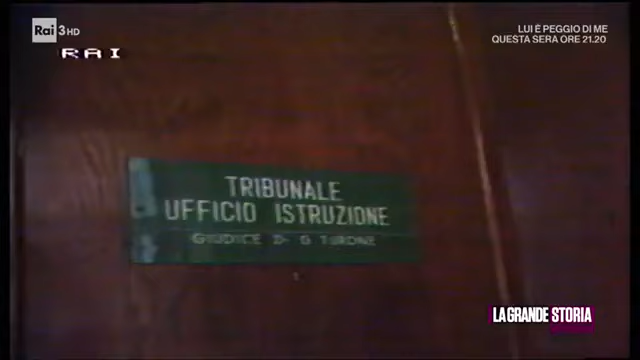 Rai 3HD
RAI
LUI È PEGGIO DI ME
QUESTA SERA ORE 21.20
TRIBUNALE
UFFICIO ISTRUZIONE
GIUDICE D. G TURONE
LA GRANDE STORIA